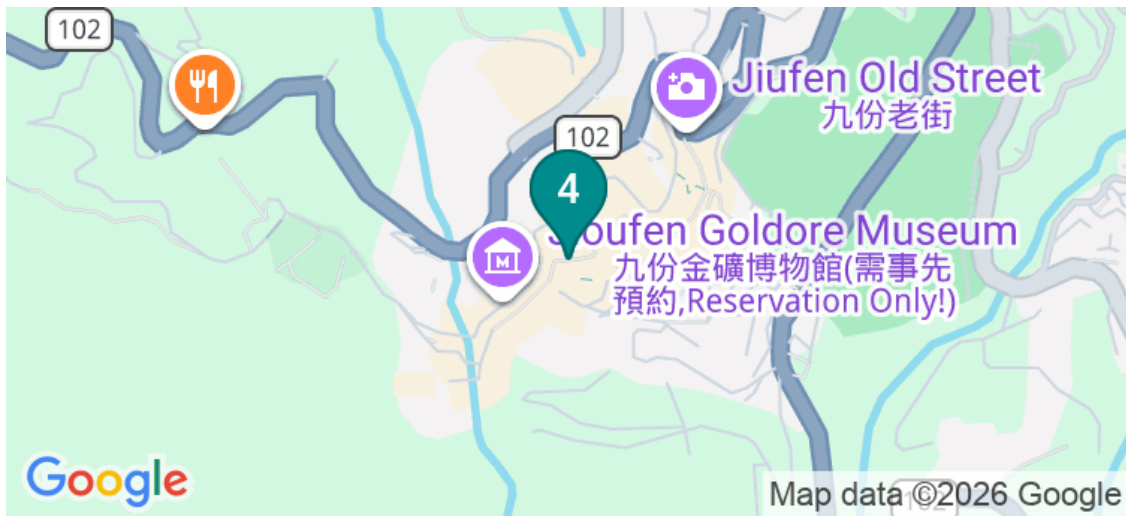 102
Jiufen Old Street
九份老街
102
4
Jioufen Goldore Museum
九份金礦博物館(需事先
預約,Reservation Only!)
M
Google
102
Map data ©2026 Google